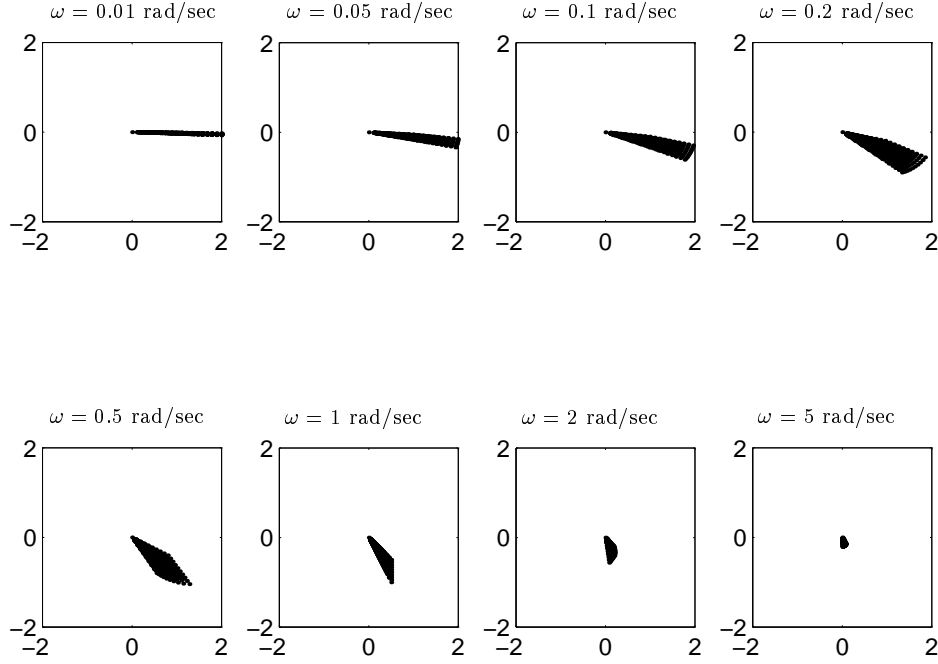 ω = 0.01 rad/sec
ω = 0.05 rad/sec
ω = 0.1 rad/sec
ω = 0.2 rad/sec
2 2 2 2
0 0 0 0
−2 −2 −2 −2
−2 0 2 −2 0 2 −2 0 2 −2 0 2
ω = 0.5 rad/sec
ω = 1 rad/sec
ω = 2 rad/sec
ω = 5 rad/sec
2 2 2 2
0 0 0 0
−2 −2 −2 −2
−2 0 2 −2 0 2 −2 0 2 −2 0 2